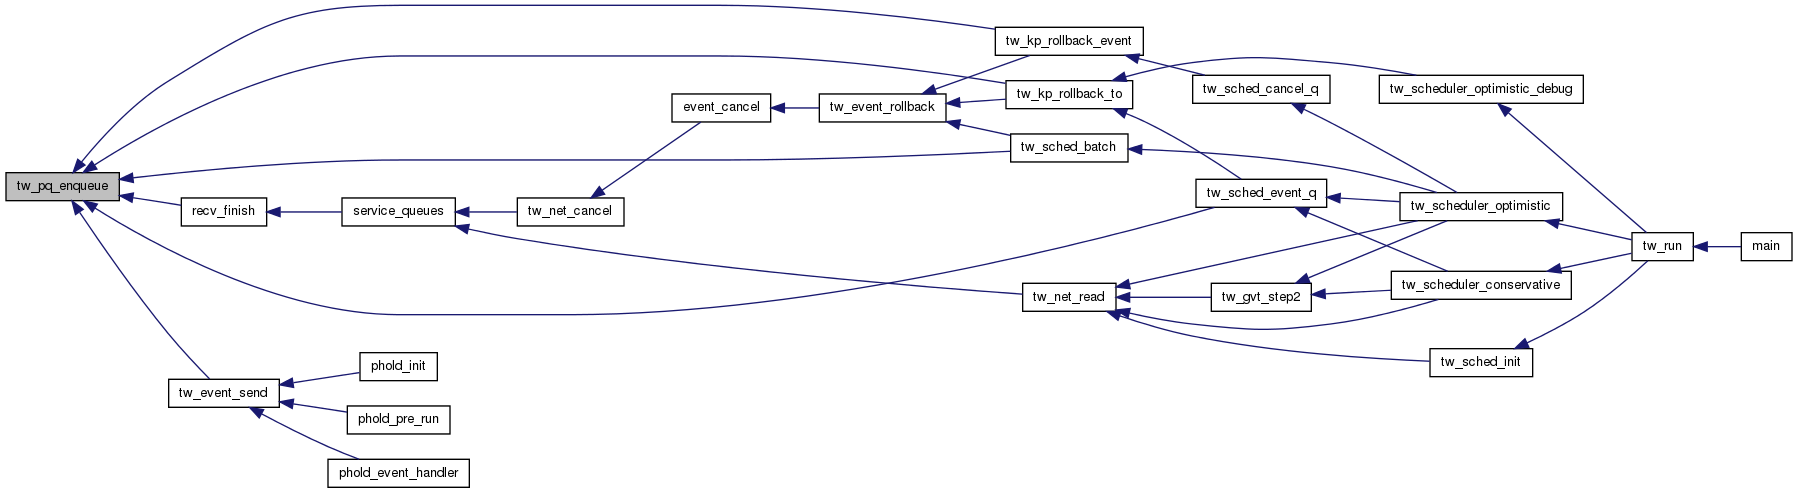 tw_kp_rollback_event
tw_kp_rollback_to
tw_sched_cancel_q
tw_scheduler_optimistic_debug
event_cancel
tw_event_rollback
tw_sched_batch
tw_pq_enqueue
recv_finish
service_queues
tw_net_cancel
tw_sched_event_q
tw_scheduler_optimistic
tw_run
main
tw_net_read
tw_gvt_step2
tw_scheduler_conservative
tw_sched_init
phold_init
tw_event_send
phold_pre_run
phold_event_handler